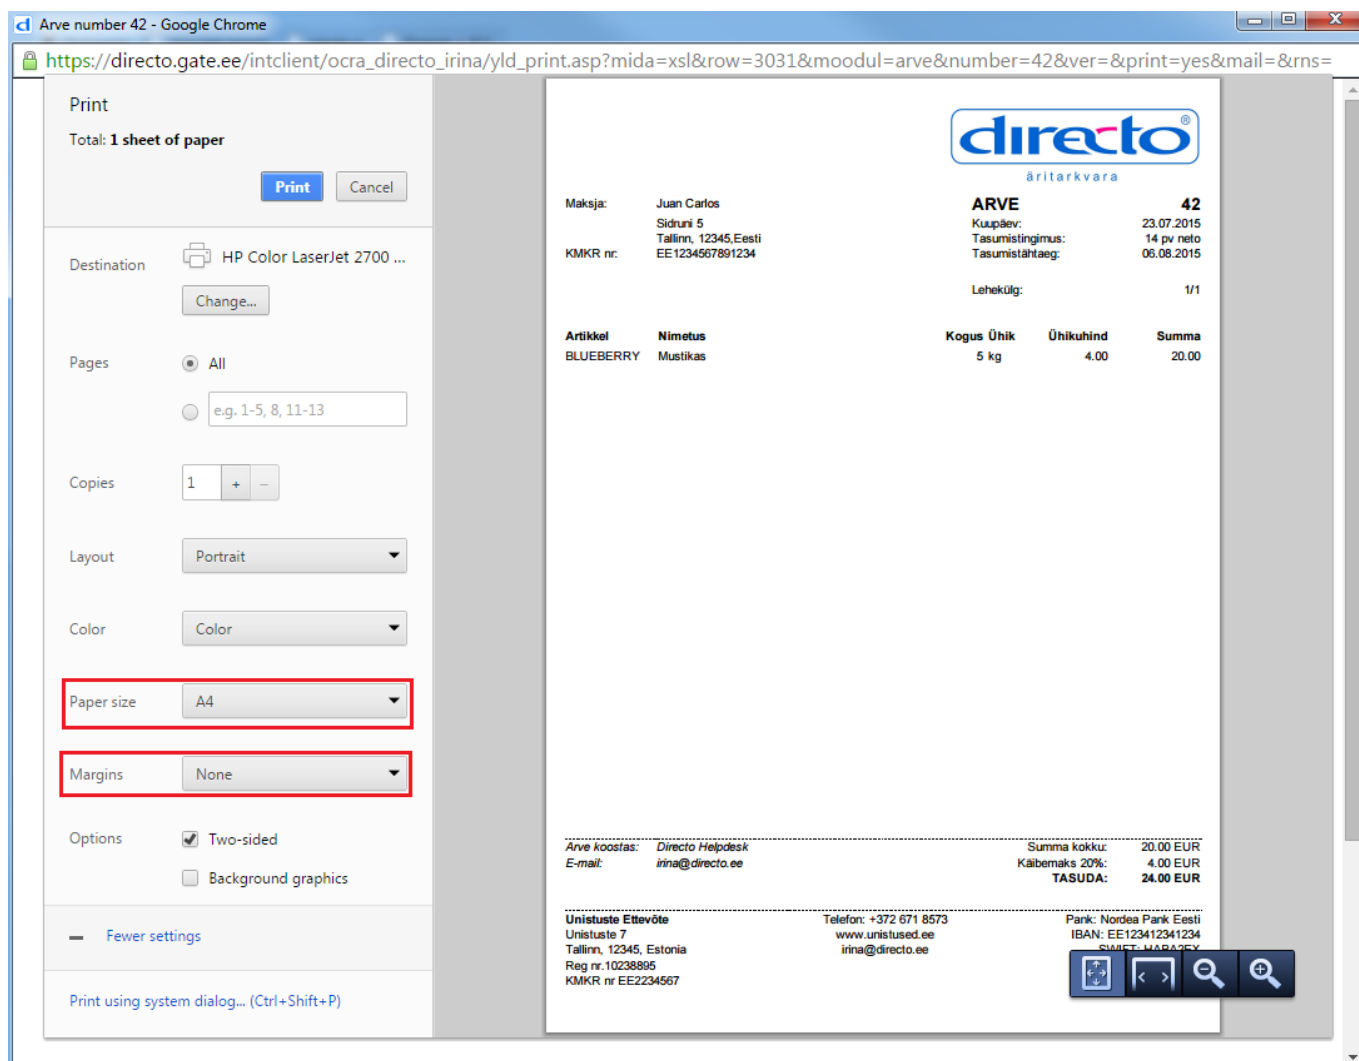 Arve number 42 - Google Chrome
https://directo.gate.ee/intclient/ocra_directo_irina/yld_print.asp?mida=xsl&row=3031&moodul=arve&number=42&ver=&print=yes&mail=&rns=
Print
Total: 1 sheet of paper
Print Cancel
Destination HP Color LaserJet 2700 ...
Change...
Pages All
e.g. 1-5, 8, 11-13
Copies 1 + –
Layout Portrait
Color Color
Paper size A4
Margins None
Options Two-sided
Background graphics
Fewer settings
Print using system dialog... (Ctrl+Shift+P)
directo®
äritarkvara
Maksja: Juan Carlos ARVE 42
Sidruni 5 Kuupäev: 23.07.2015
Tallinn, 12345,Eesti Tasumistingimus: 14 pv neto
KMKR nr: EE1234567891234 Tasumistähtaeg: 06.08.2015
Lehekülg: 1/1
Artikkel Nimetus Kogus Ühik Ühikuhind Summa
BLUEBERRY Mustikas 5 kg 4.00 20.00
Arve koostas: Directo Helpdesk Summa kokku: 20.00 EUR
E-mail: irina@directo.ee Käibemaks 20%: 4.00 EUR
TASUDA: 24.00 EUR
Unistuste Ettevõte Telefon: +372 671 8573 Pank: Nordea Pank Eesti
Unistuste 7 www.unistused.ee IBAN: EE123412341234
Tallinn, 12345, Estonia irina@directo.ee SWIFT: HABA2EX
Reg nr.10238895
KMKR nr EE2234567